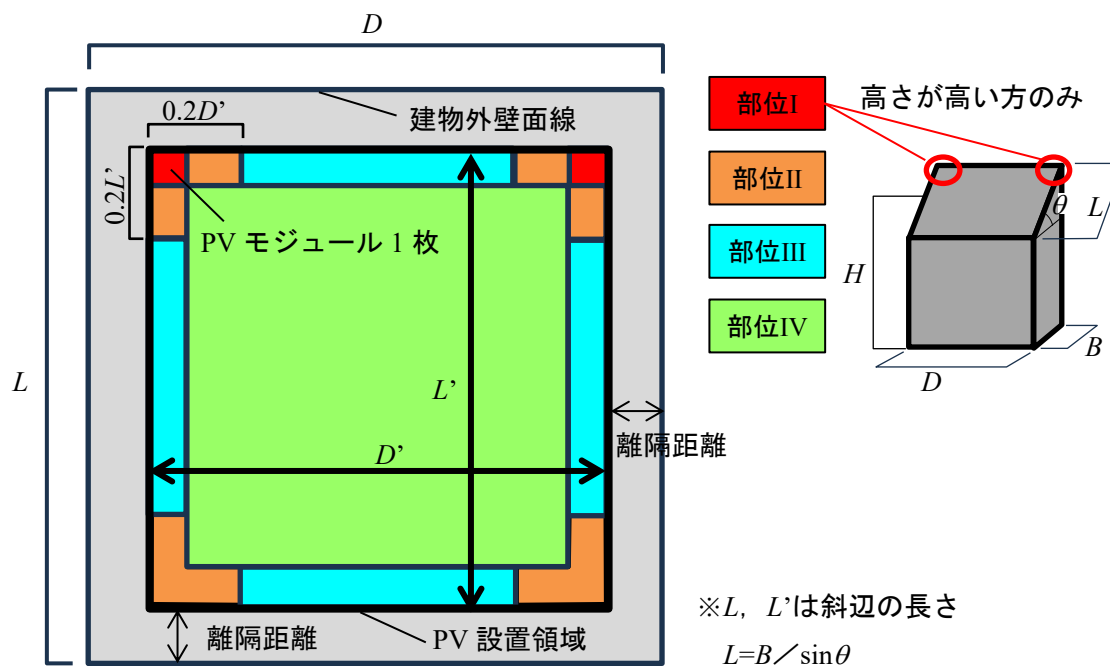 D
建物外壁面線
0.2D’
0.2L’
PV モジュール 1 枚
L
L’
D’
離隔距離
離隔距離
PV 設置領域
部位I
部位II
部位III
部位IV
高さが高い方のみ
θ
L
H
B
D
※L，L’は斜辺の長さ
L=B／sinθ